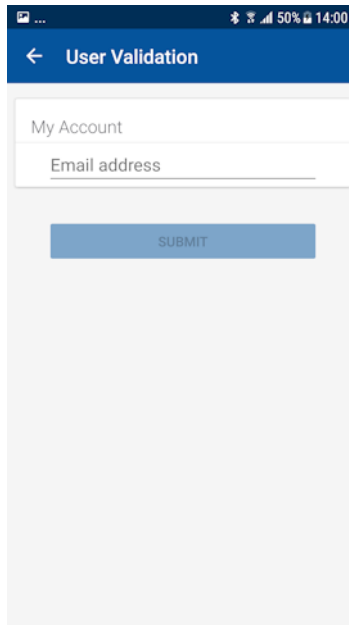 ... 50% 14:00
User Validation
My Account
Email address
SUBMIT